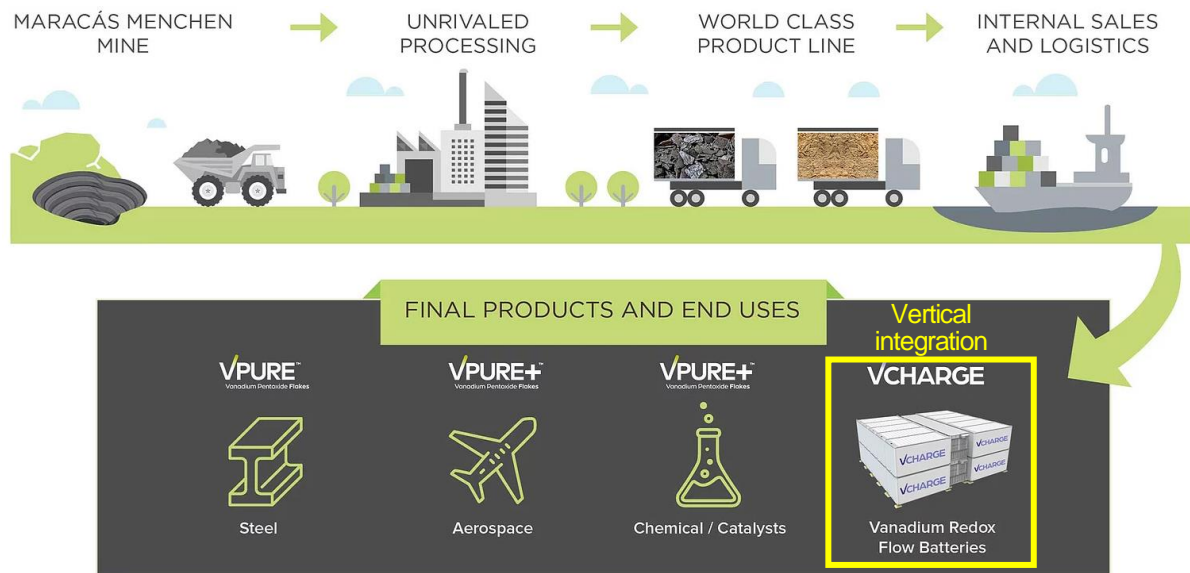 MARACÁS MENCHEN
MINE
UNRIVALED
PROCESSING
WORLD CLASS
PRODUCT LINE
INTERNAL SALES
AND LOGISTICS
FINAL PRODUCTS AND END USES
Vertical
integration
VPURE™
Vanadium Pentoxide Flakes
VPURE+™
Vanadium Pentoxide Flakes
VPURE+™
Vanadium Pentoxide Flakes
VCHARGE
VCHARGE
VCHARGE
VCHARGE
VCHARGE
Steel
Aerospace
Chemical / Catalysts
Vanadium Redox
Flow Batteries